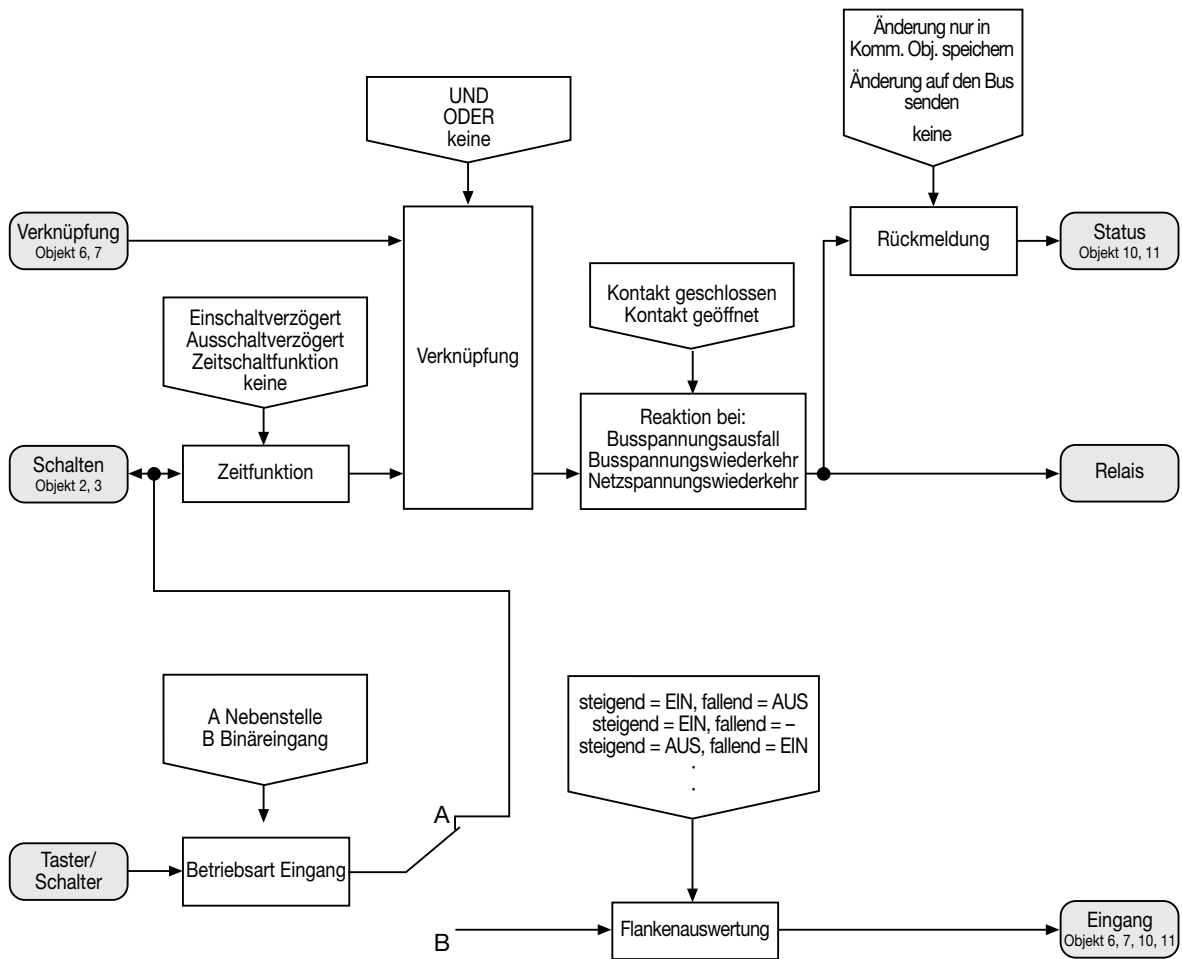 Änderung nur in
Komm. Obj. speichern
Änderung auf den Bus
senden
keine
UND
ODER
keine
Verknüpfung
Objekt 6, 7
Rückmeldung
Status
Objekt 10, 11
Einschaltverzögert
Ausschaltverzögert
Zeitschaltfunktion
keine
Verknüpfung
Kontakt geschlossen
Kontakt geöffnet
Schalten
Objekt 2, 3
Zeitfunktion
Reaktion bei:
Busspannungsausfall
Busspannungswiederkehr
Netzspannungswiederkehr
Relais
A Nebenstelle
B Binäreingang
steigend = EIN, fallend = AUS
steigend = EIN, fallend = –
steigend = AUS, fallend = EIN
.
.
A
Taster/
Schalter
Betriebsart Eingang
B
Flankenauswertung
Eingang
Objekt 6, 7, 10, 11